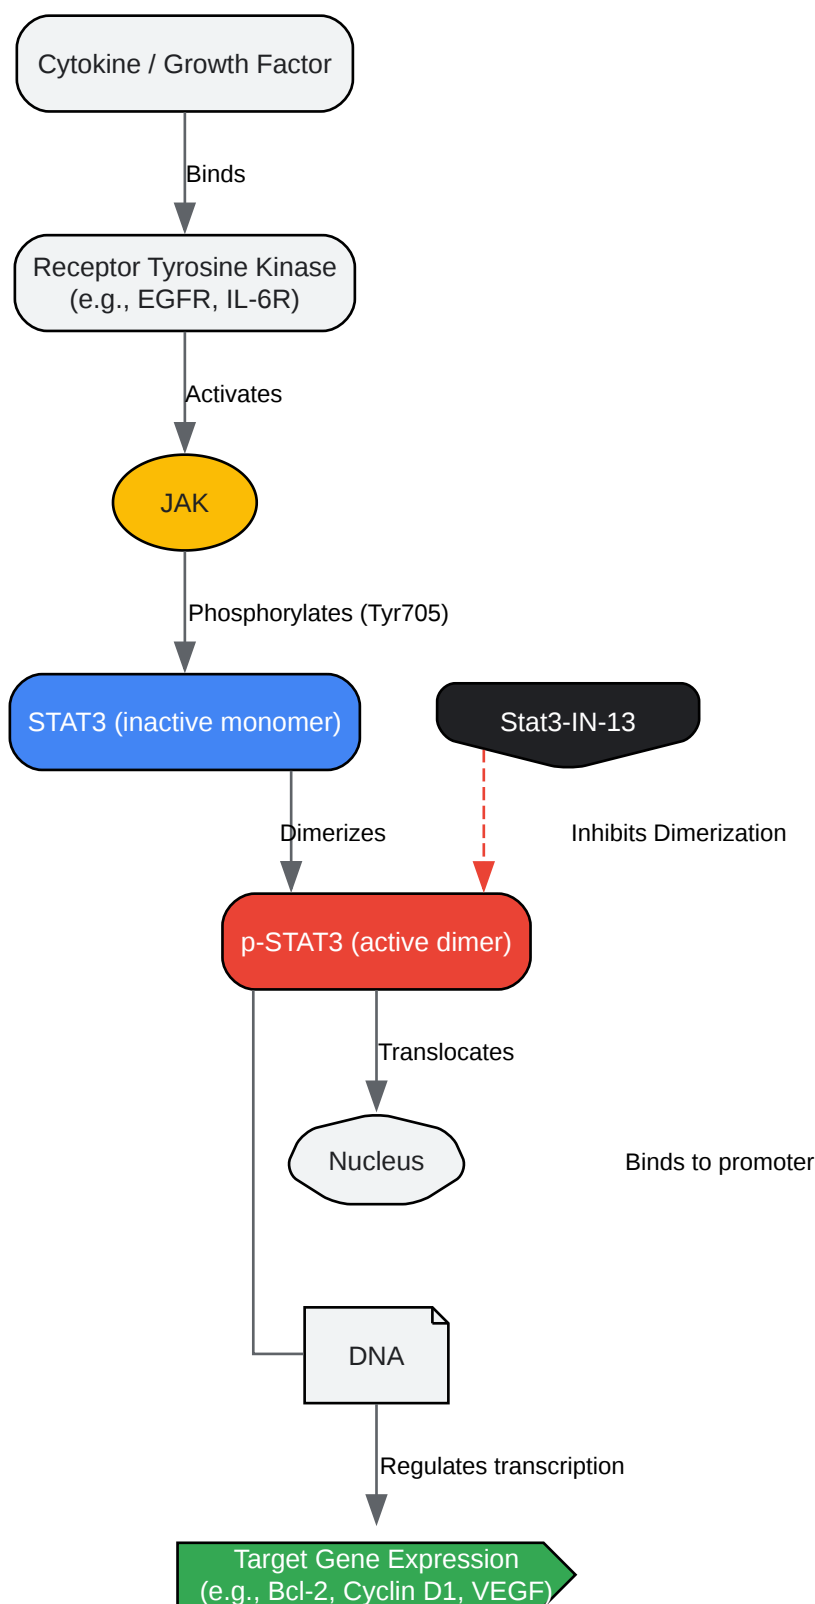 Cytokine / Growth Factor
Binds
Receptor Tyrosine Kinase
(e.g., EGFR, IL-6R)
Activates
JAK
Phosphorylates (Tyr705)
STAT3 (inactive monomer)
Stat3-IN-13
Dimerizes
Inhibits Dimerization
p-STAT3 (active dimer)
Translocates
Nucleus
Binds to promoter
DNA
Regulates transcription
Target Gene Expression
(e.g., Bcl-2, Cyclin D1, VEGF)